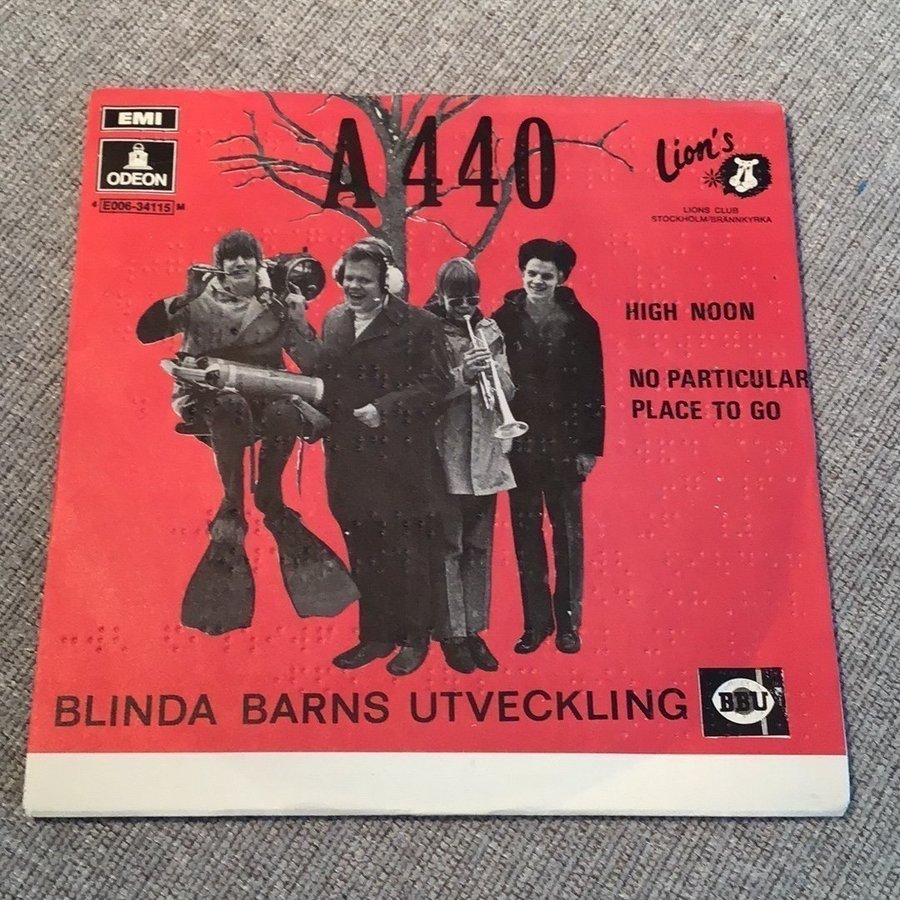 EMI
ODEON
4 E006-34115 M
A 440
Lion's
LIONS CLUB
STOCKHOLM/BRÄNNKYRKA
HIGH NOON
NO PARTICULAR
PLACE TO GO
BLINDA BARNS UTVECKLING
BBU